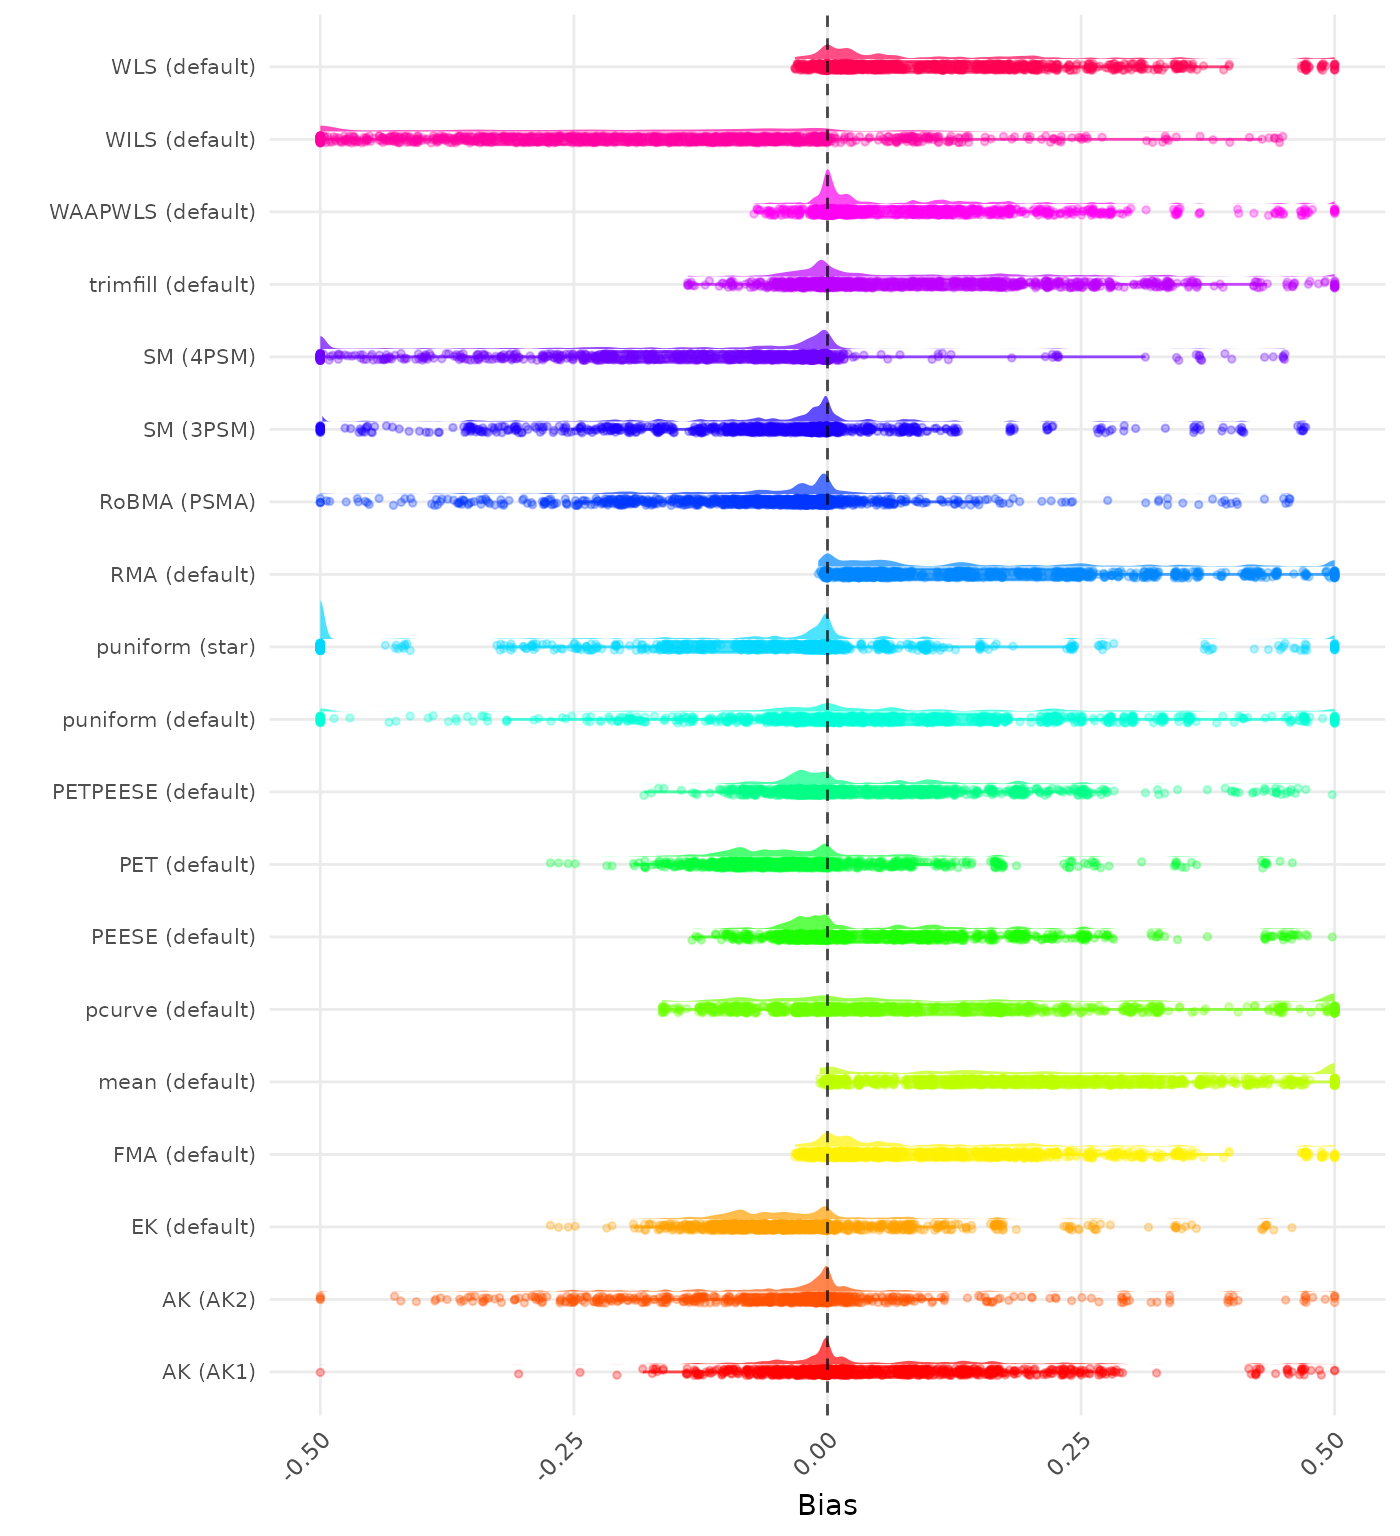 WLS (default)
WILS (default)
WAAPWLS (default)
trimfill (default)
SM (4PSM)
SM (3PSM)
RoBMA (PSMA)
RMA (default)
puniform (star)
puniform (default)
PETPEESE (default)
PET (default)
PEESE (default)
pcurve (default)
mean (default)
FMA (default)
EK (default)
AK (AK2)
AK (AK1)
-0.50
-0.25
0.00
0.25
0.50
Bias